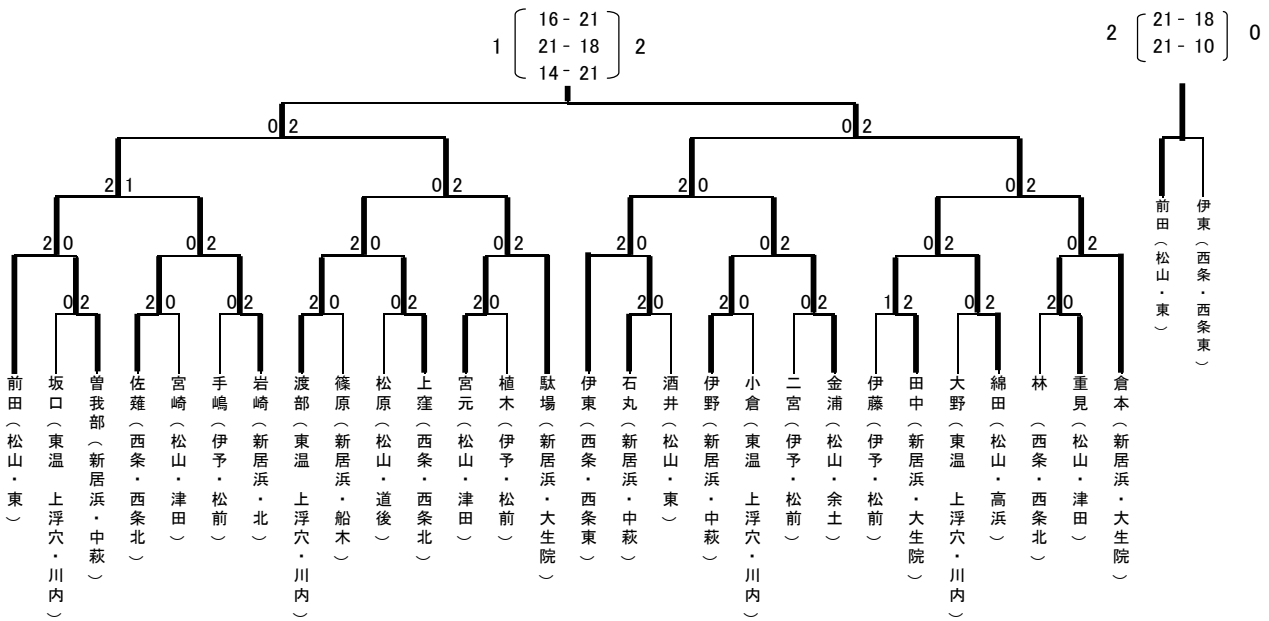 16 - 21
1 21 - 18 2
14 - 21
21 - 18
2 21 - 10 0
0 2
0 2
2 1
0 2
2 0
0 2
2 0
0 2
2 0
0 2
2 0
0 2
0 2
0 2
0 2
2 0
0 2
2 0
0 2
2 0
2 0
2 0
0 2
1 2
0 2
2 0
前田(松山・東)
伊東(西条・西条東)
前田(松山・東)
坂口(東温 上浮穴・川内)
曽我部(新居浜・中萩)
佐薙(西条・西条北)
宮崎(松山・津田)
手嶋(伊予・松前)
岩崎(新居浜・北)
渡部(東温 上浮穴・川内)
篠原(新居浜・船木)
松原(松山・道後)
上窪(西条・西条北)
宮元(松山・津田)
植木(伊予・松前)
駄場(新居浜・大生院)
伊東(西条・西条東)
石丸(新居浜・中萩)
酒井(松山・東)
伊野(新居浜・中萩)
小倉(東温 上浮穴・川内)
二宮(伊予・松前)
金浦(松山・余土)
伊藤(伊予・松前)
田中(新居浜・大生院)
大野(東温 上浮穴・川内)
綿田(松山・高浜)
林 (西条・西条北)
重見(松山・津田)
倉本(新居浜・大生院)